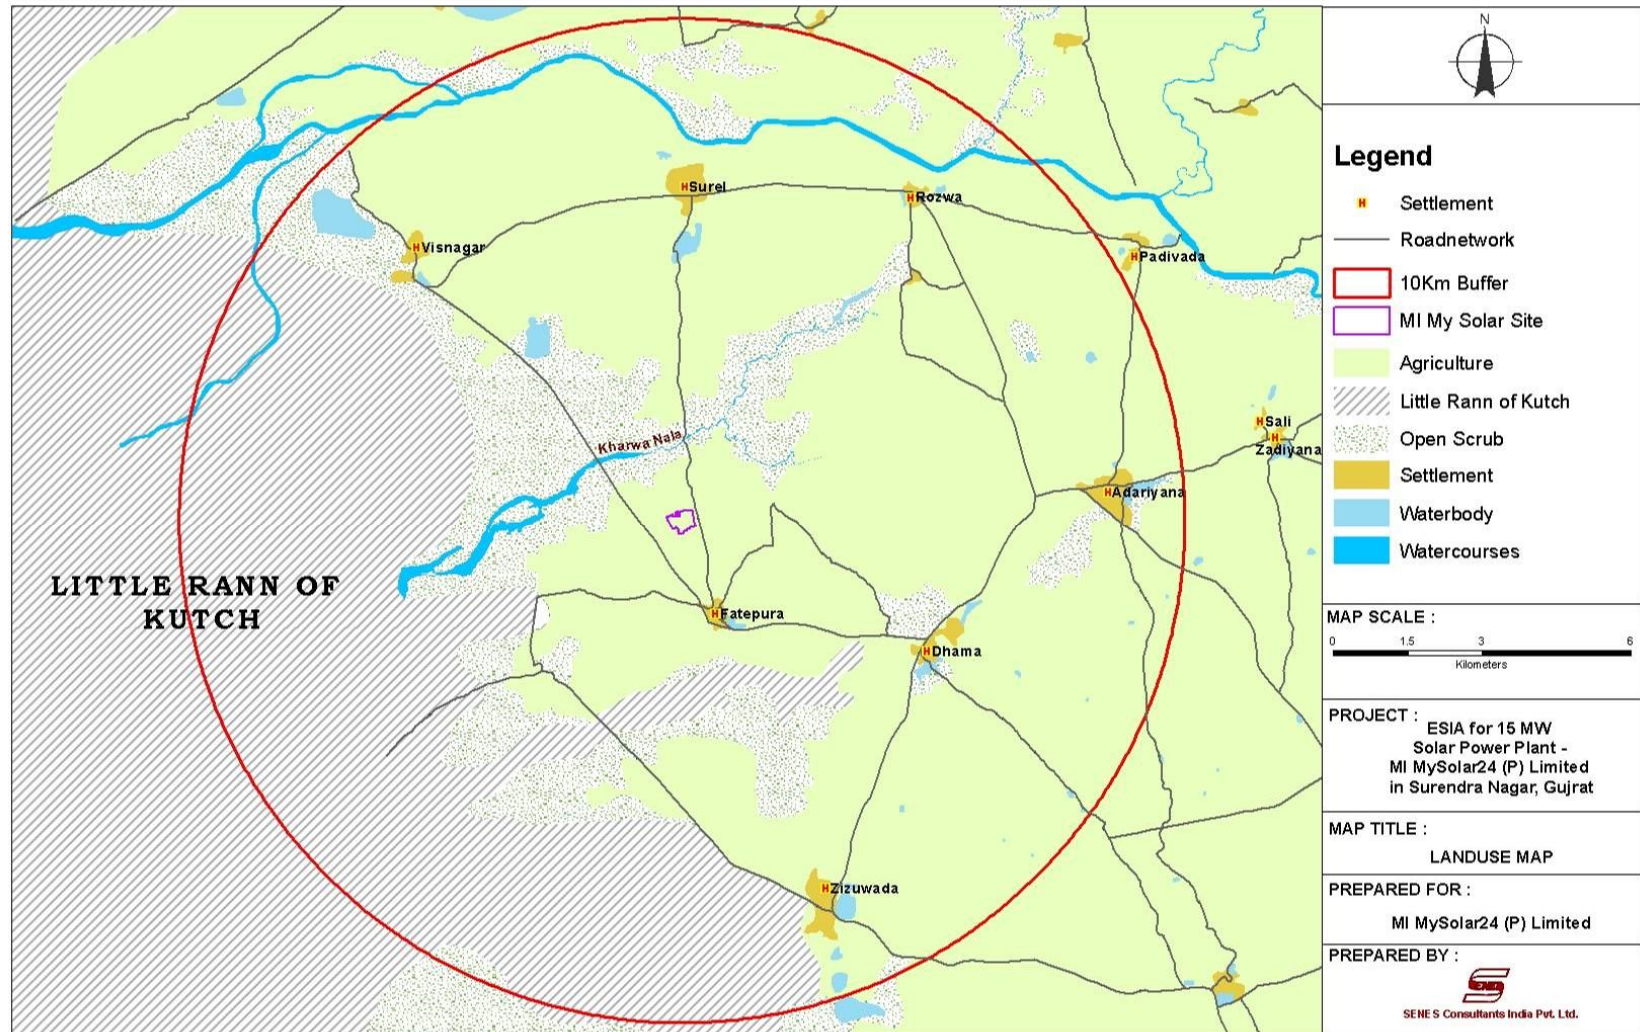 Surel
Rozwa
Visnagar
Padivada
Kharwa Nala
Sali
Zadiyana
Adariyana
LITTLE RANN OF
KUTCH
Fatepura
Dhama
Zizuwada
N
Legend
H Settlement
Roadnetwork
10Km Buffer
MI My Solar Site
Agriculture
Little Rann of Kutch
Open Scrub
Settlement
Waterbody
Watercourses
MAP SCALE :
0 1.5 3 6
Kilometers
PROJECT :
ESIA for 15 MW
Solar Power Plant -
MI MySolar24 (P) Limited
in Surendra Nagar, Gujrat
MAP TITLE :
LANDUSE MAP
PREPARED FOR :
MI MySolar24 (P) Limited
PREPARED BY :
SENES
SENES Consultants India Pvt. Ltd.